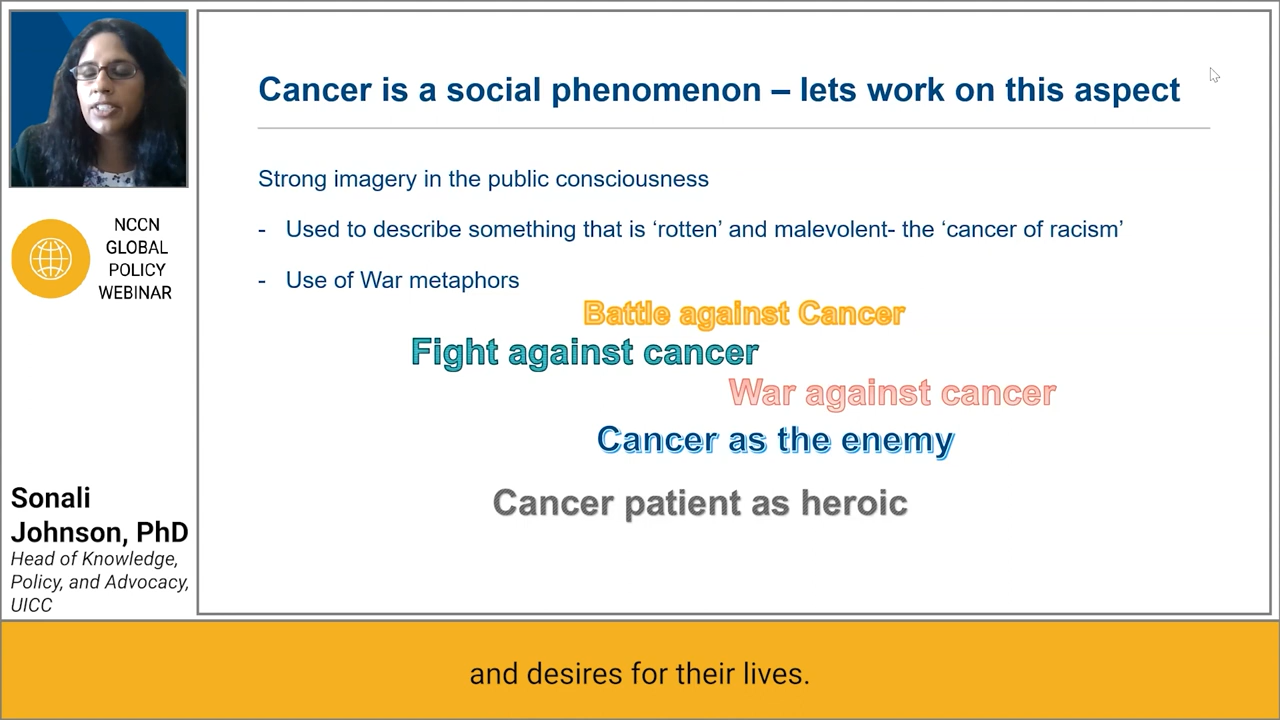 Cancer is a social phenomenon – lets work on this aspect
Strong imagery in the public consciousness
- Used to describe something that is ‘rotten’ and malevolent- the ‘cancer of racism’
- Use of War metaphors
Battle against Cancer
Fight against cancer
War against cancer
Cancer as the enemy
Cancer patient as heroic
NCCN
GLOBAL
POLICY
WEBINAR
Sonali
Johnson, PhD
Head of Knowledge,
Policy, and Advocacy,
UICC
and desires for their lives.